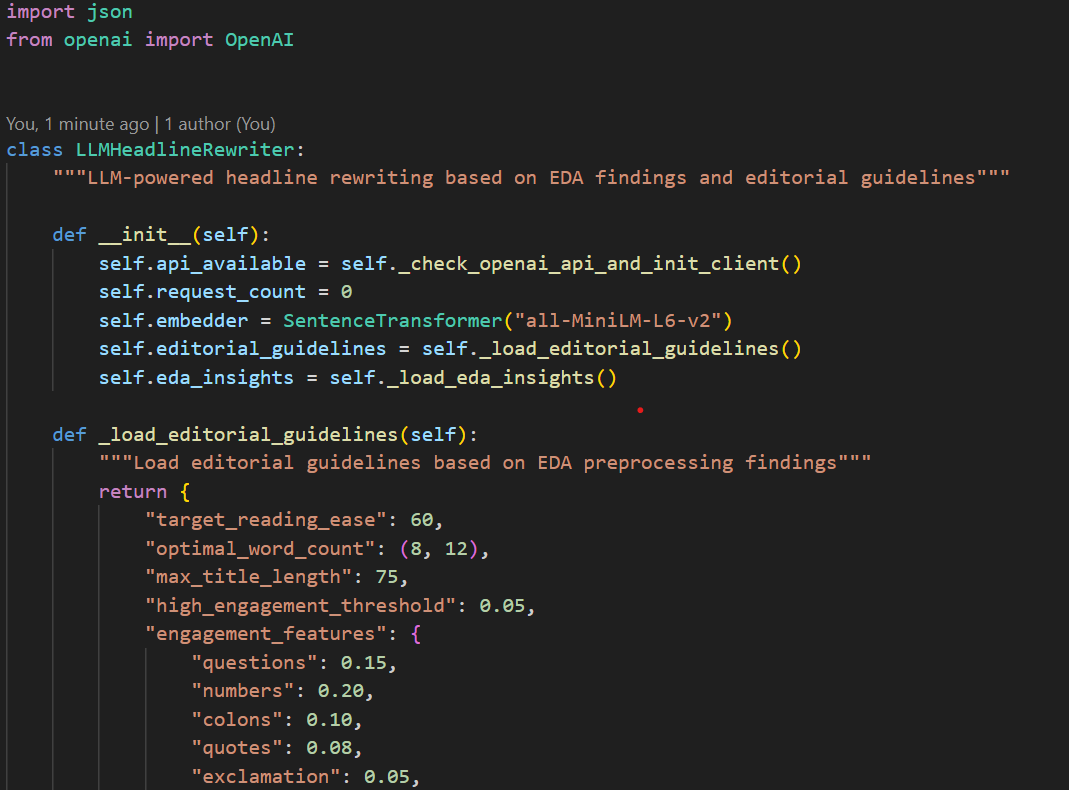 import json
from openai import OpenAI
You, 1 minute ago | 1 author (You)
class LLMHeadlineRewriter:
    """LLM-powered headline rewriting based on EDA findings and editorial guidelines"""
    def __init__(self):
        self.api_available = self._check_openai_api_and_init_client()
        self.request_count = 0
        self.embedder = SentenceTransformer("all-MiniLM-L6-v2")
        self.editorial_guidelines = self._load_editorial_guidelines()
        self.eda_insights = self._load_eda_insights()
    def _load_editorial_guidelines(self):
        """Load editorial guidelines based on EDA preprocessing findings"""
        return {
            "target_reading_ease": 60,
            "optimal_word_count": (8, 12),
            "max_title_length": 75,
            "high_engagement_threshold": 0.05,
            "engagement_features": {
                "questions": 0.15,
                "numbers": 0.20,
                "colons": 0.10,
                "quotes": 0.08,
                "exclamation": 0.05,